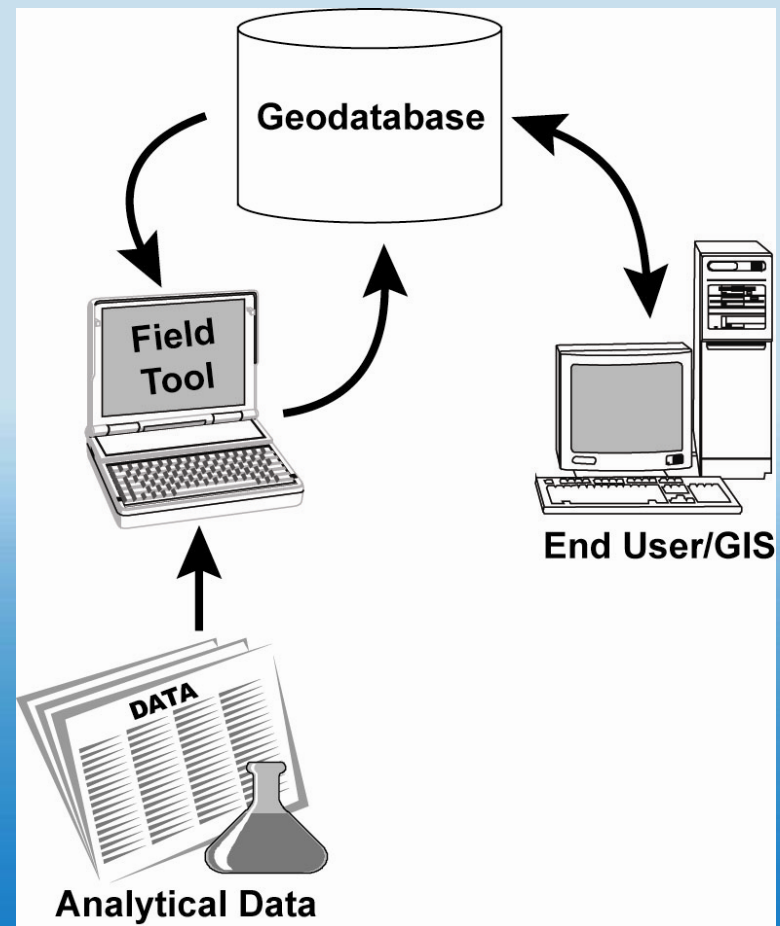 Geodatabase
Field
Tool
End User/GIS
DATA
Analytical Data